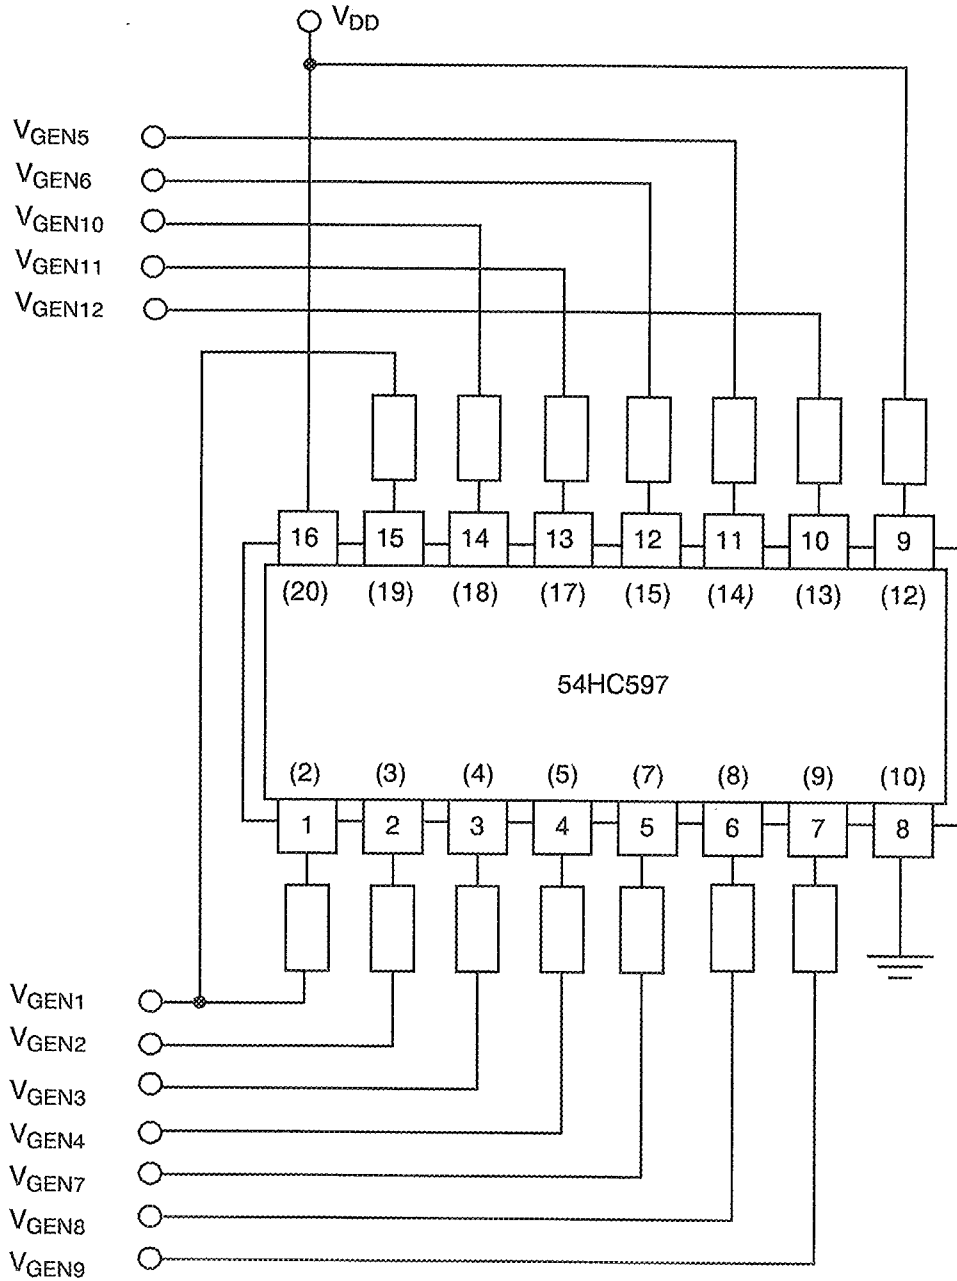 VDD
VGEN5
VGEN6
VGEN10
VGEN11
VGEN12
16 15 14 13 12 11 10 9
(20) (19) (18) (17) (15) (14) (13) (12)
54HC597
(2) (3) (4) (5) (7) (8) (9) (10)
1 2 3 4 5 6 7 8
VGEN1
VGEN2
VGEN3
VGEN4
VGEN7
VGEN8
VGEN9